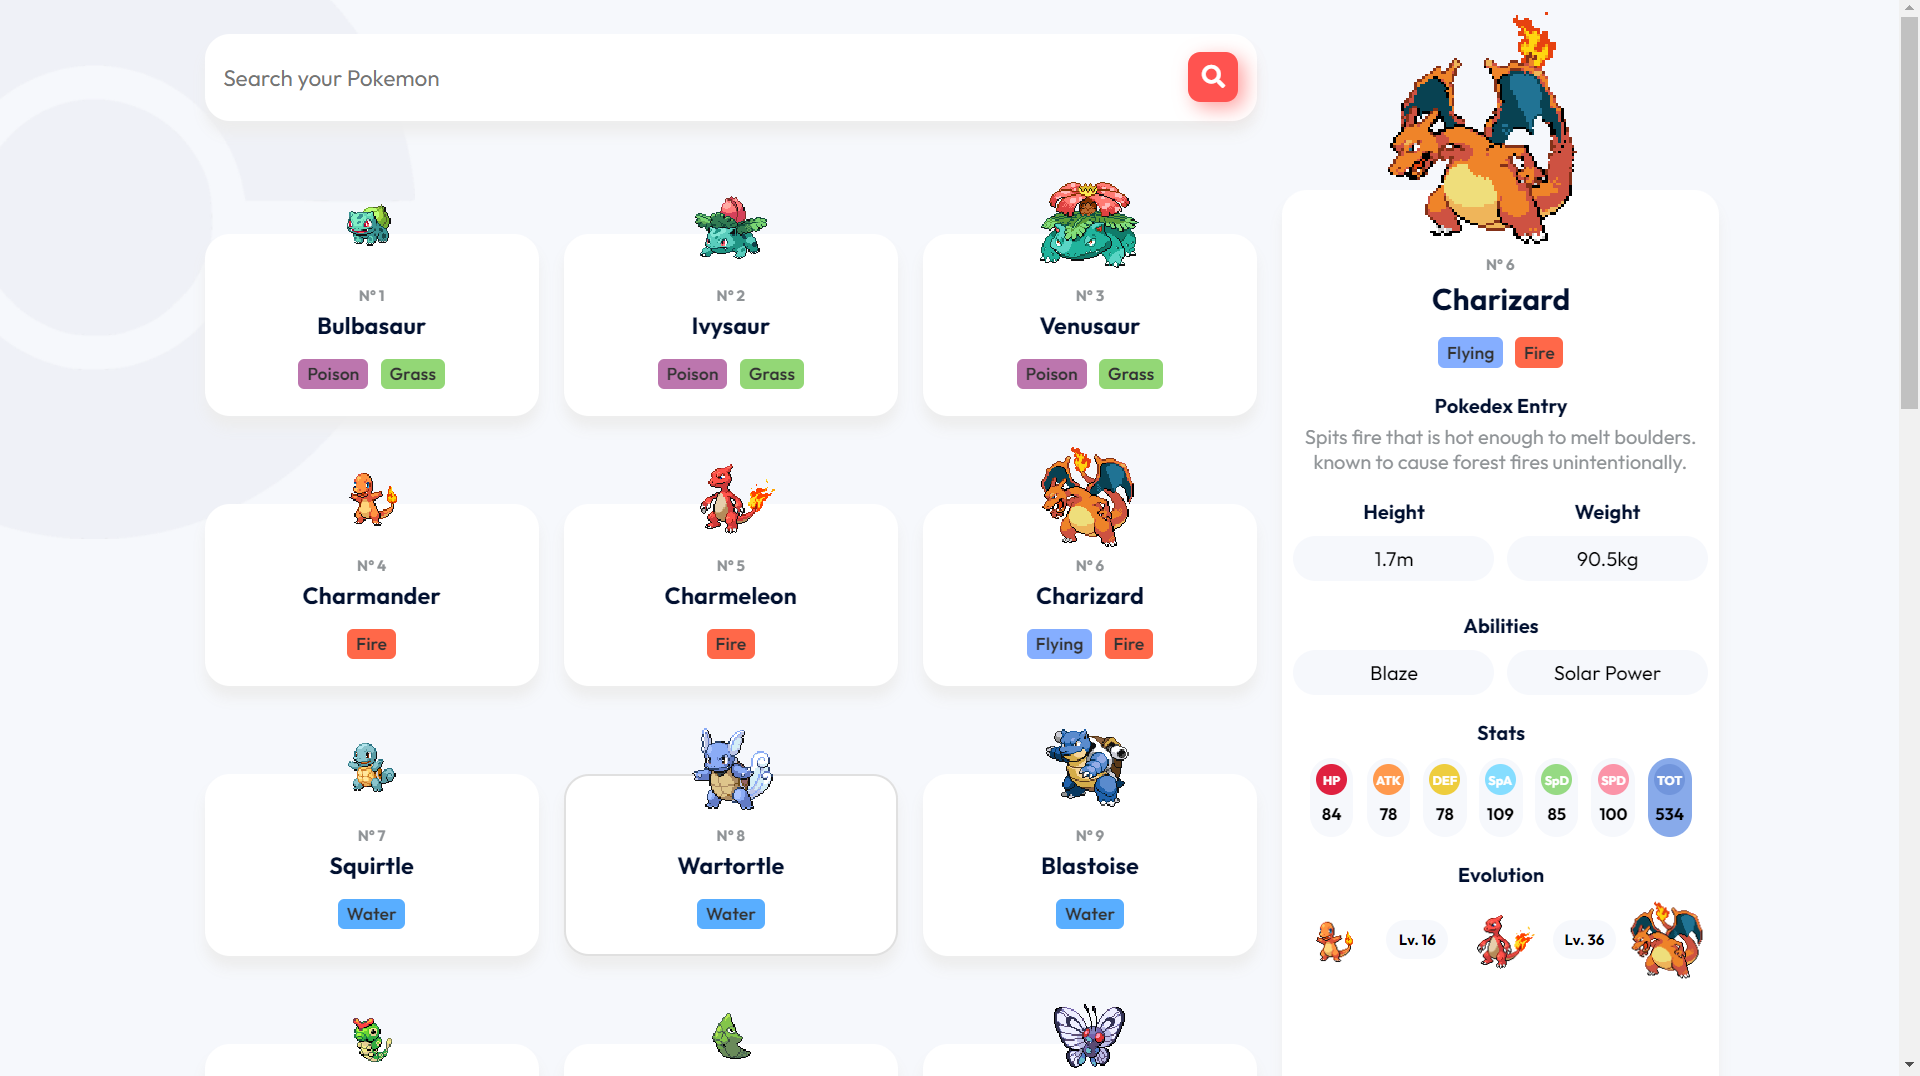 Search your Pokemon
N° 1
Bulbasaur
Poison Grass
N° 2
Ivysaur
Poison Grass
N° 3
Venusaur
Poison Grass
N° 4
Charmander
Fire
N° 5
Charmeleon
Fire
N° 6
Charizard
Flying Fire
N° 7
Squirtle
Water
N° 8
Wartortle
Water
N° 9
Blastoise
Water
N° 6
Charizard
Flying Fire
Pokedex Entry
Spits fire that is hot enough to melt boulders.
known to cause forest fires unintentionally.
Height Weight
1.7m 90.5kg
Abilities
Blaze Solar Power
Stats
HP ATK DEF SpA SpD SPD TOT
84 78 78 109 85 100 534
Evolution
Lv. 16 Lv. 36